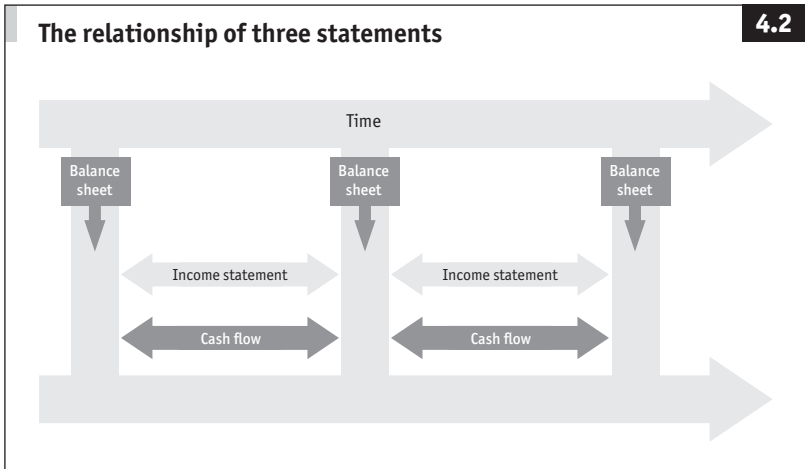 The relationship of three statements
4.2
Time
Balance
sheet
Balance
sheet
Balance
sheet
Income statement
Income statement
Cash flow
Cash flow